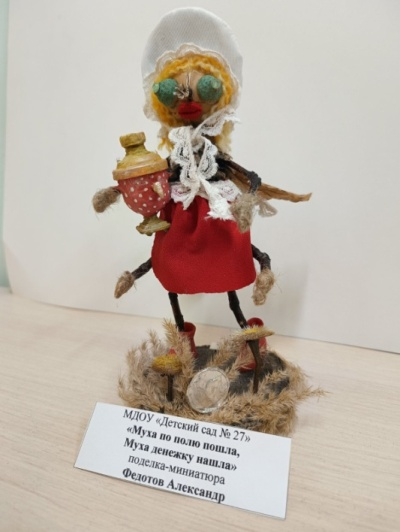 МДОУ «Детский сад № 27»
«Муха по полю пошла,
Муха денежку нашла»
поделка-миниатюра
Федотов Александр